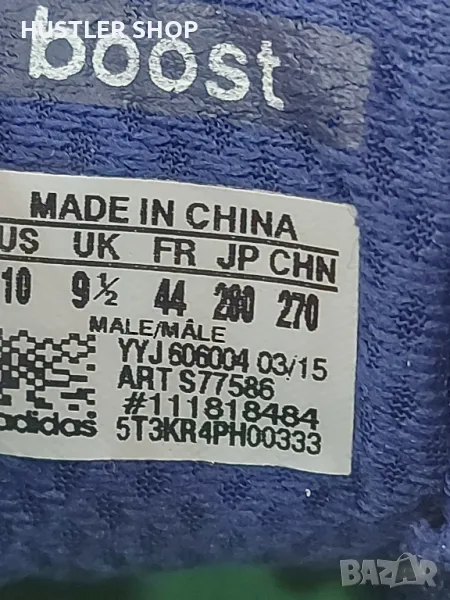 HUSTLER SHOP
boost
MADE IN CHINA
US UK FR JP CHN
10 9½ 44 280 270
MALE/MÂLE
YYJ 606004 03/15
ART S77586
#111818484
adidas 5T3KR4PH00333
BAZAR